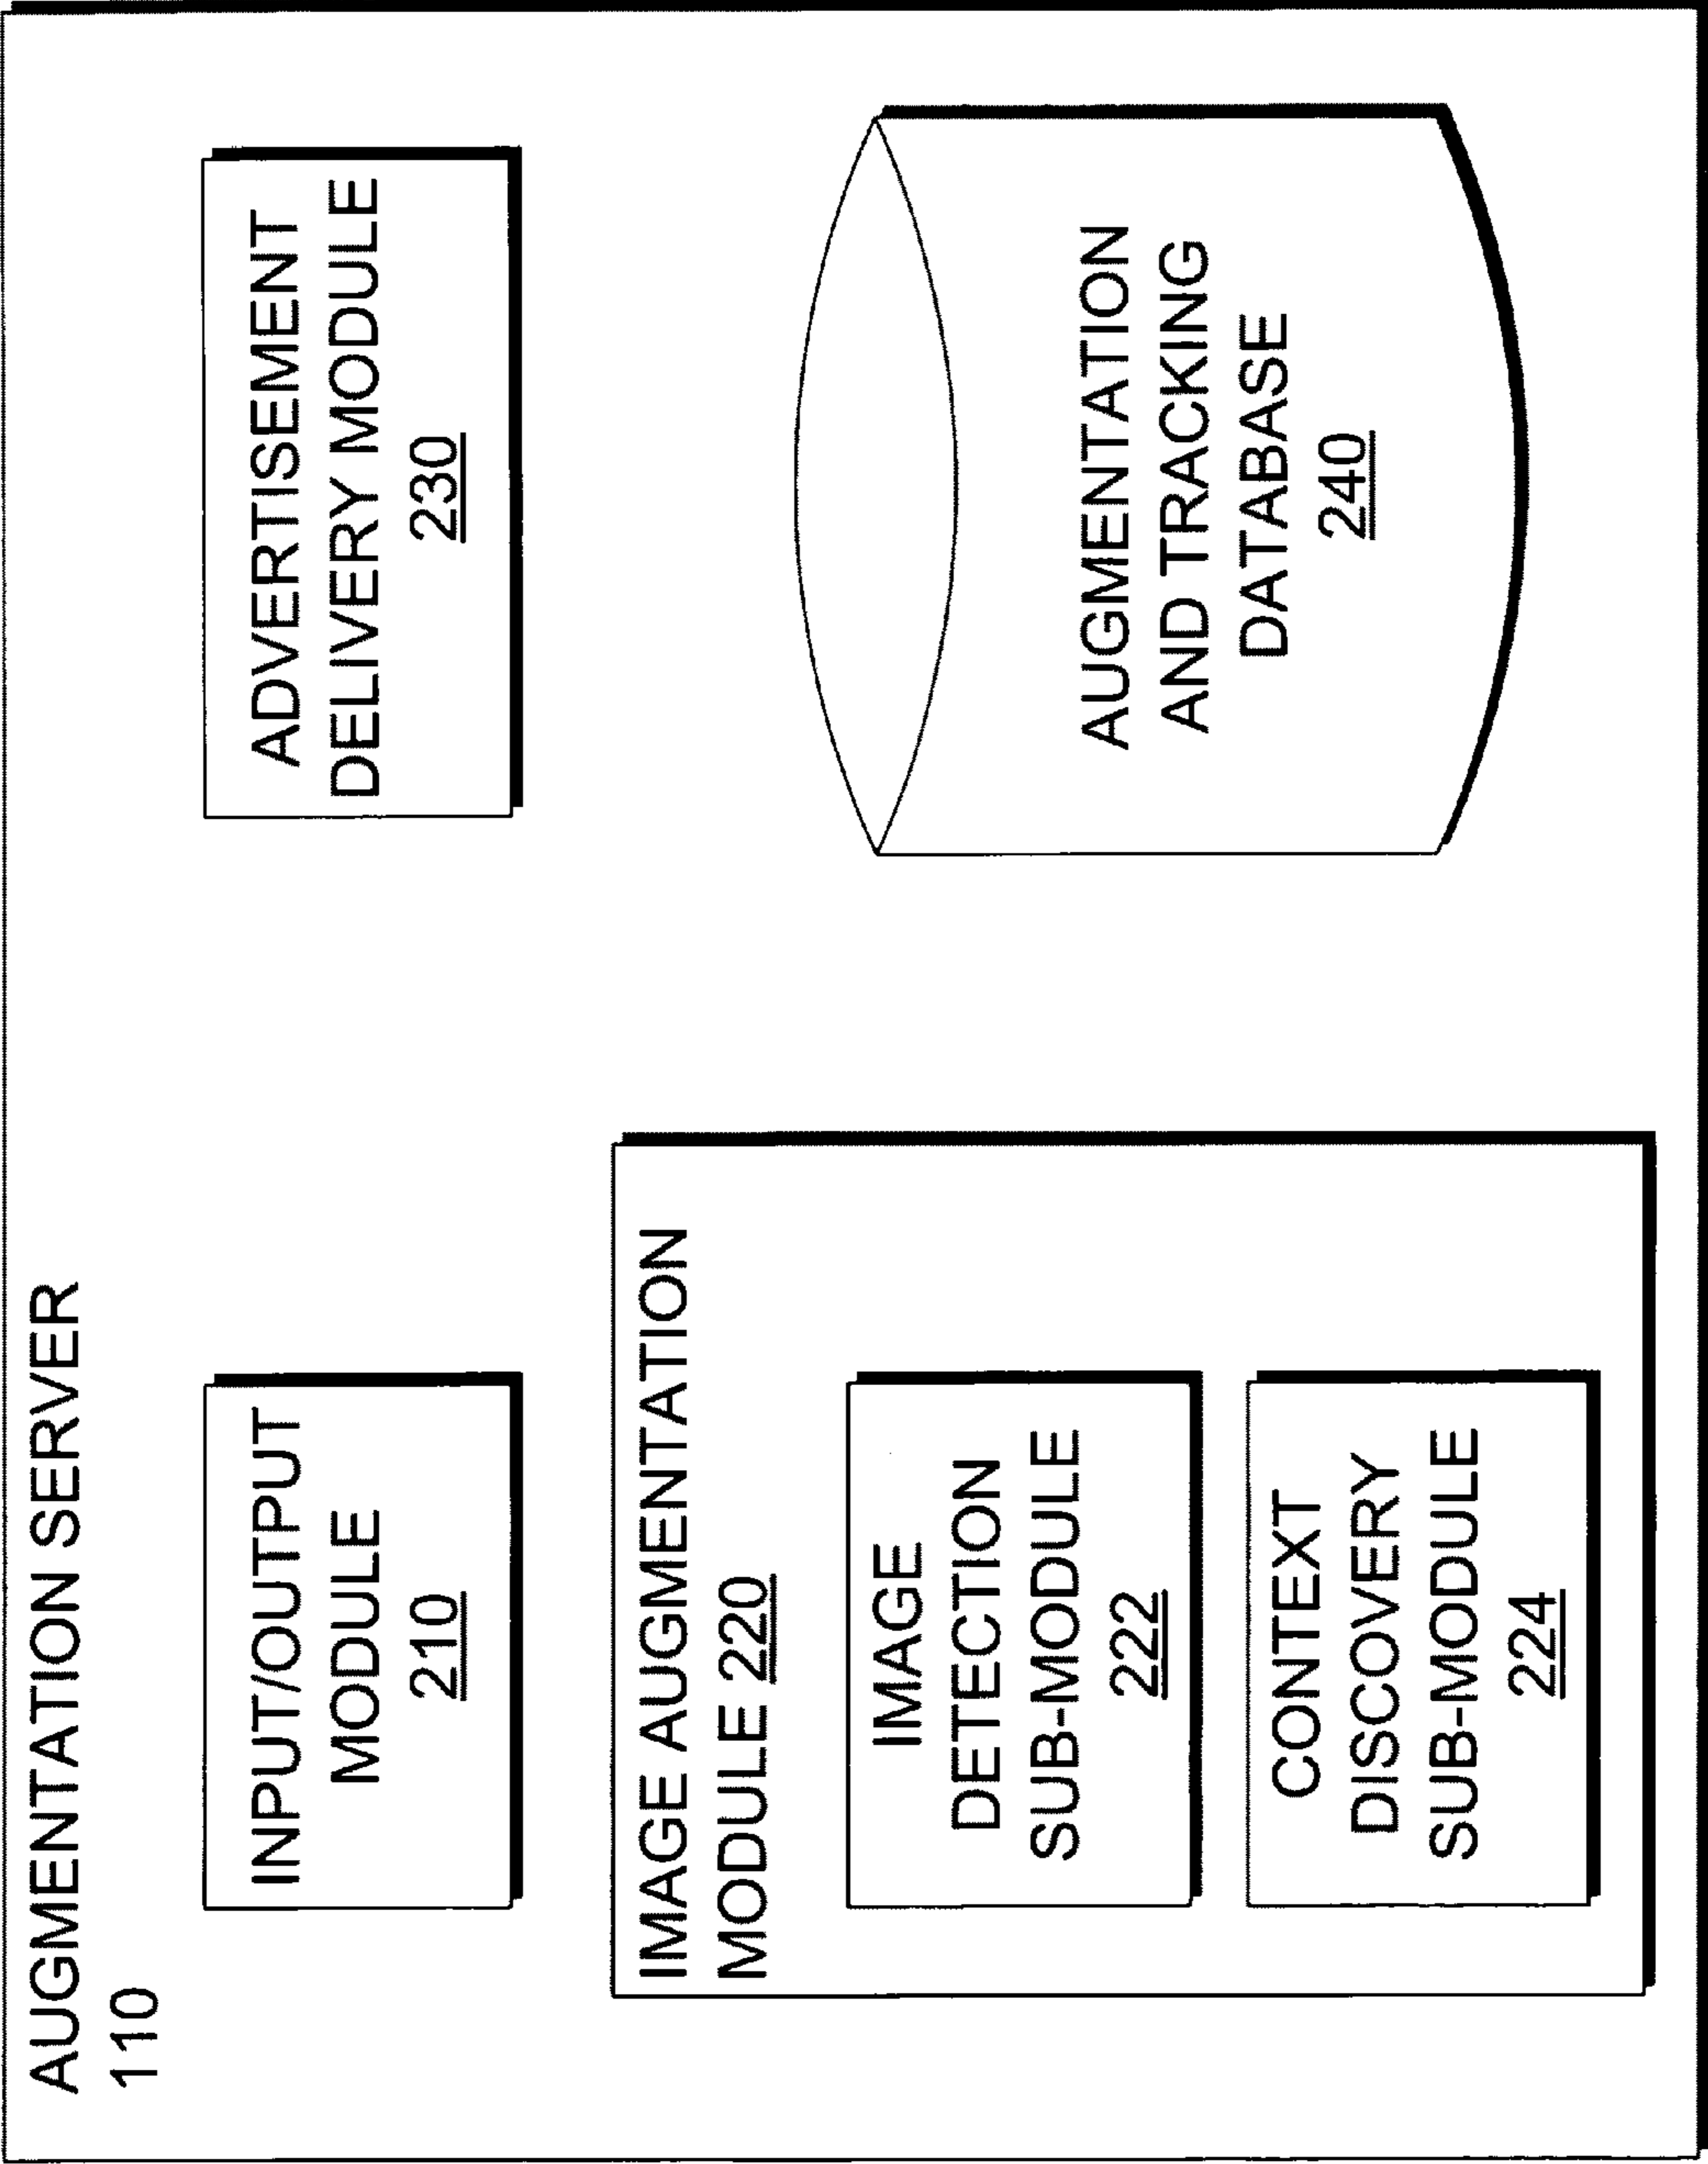 AUGMENTATION SERVER
110
INPUT/OUTPUT
MODULE
210
ADVERTISEMENT
DELIVERY MODULE
230
IMAGE AUGMENTATION
MODULE 220
IMAGE
DETECTION
SUB-MODULE
222
CONTEXT
DISCOVERY
SUB-MODULE
224
AUGMENTATION
AND TRACKING
DATABASE
240